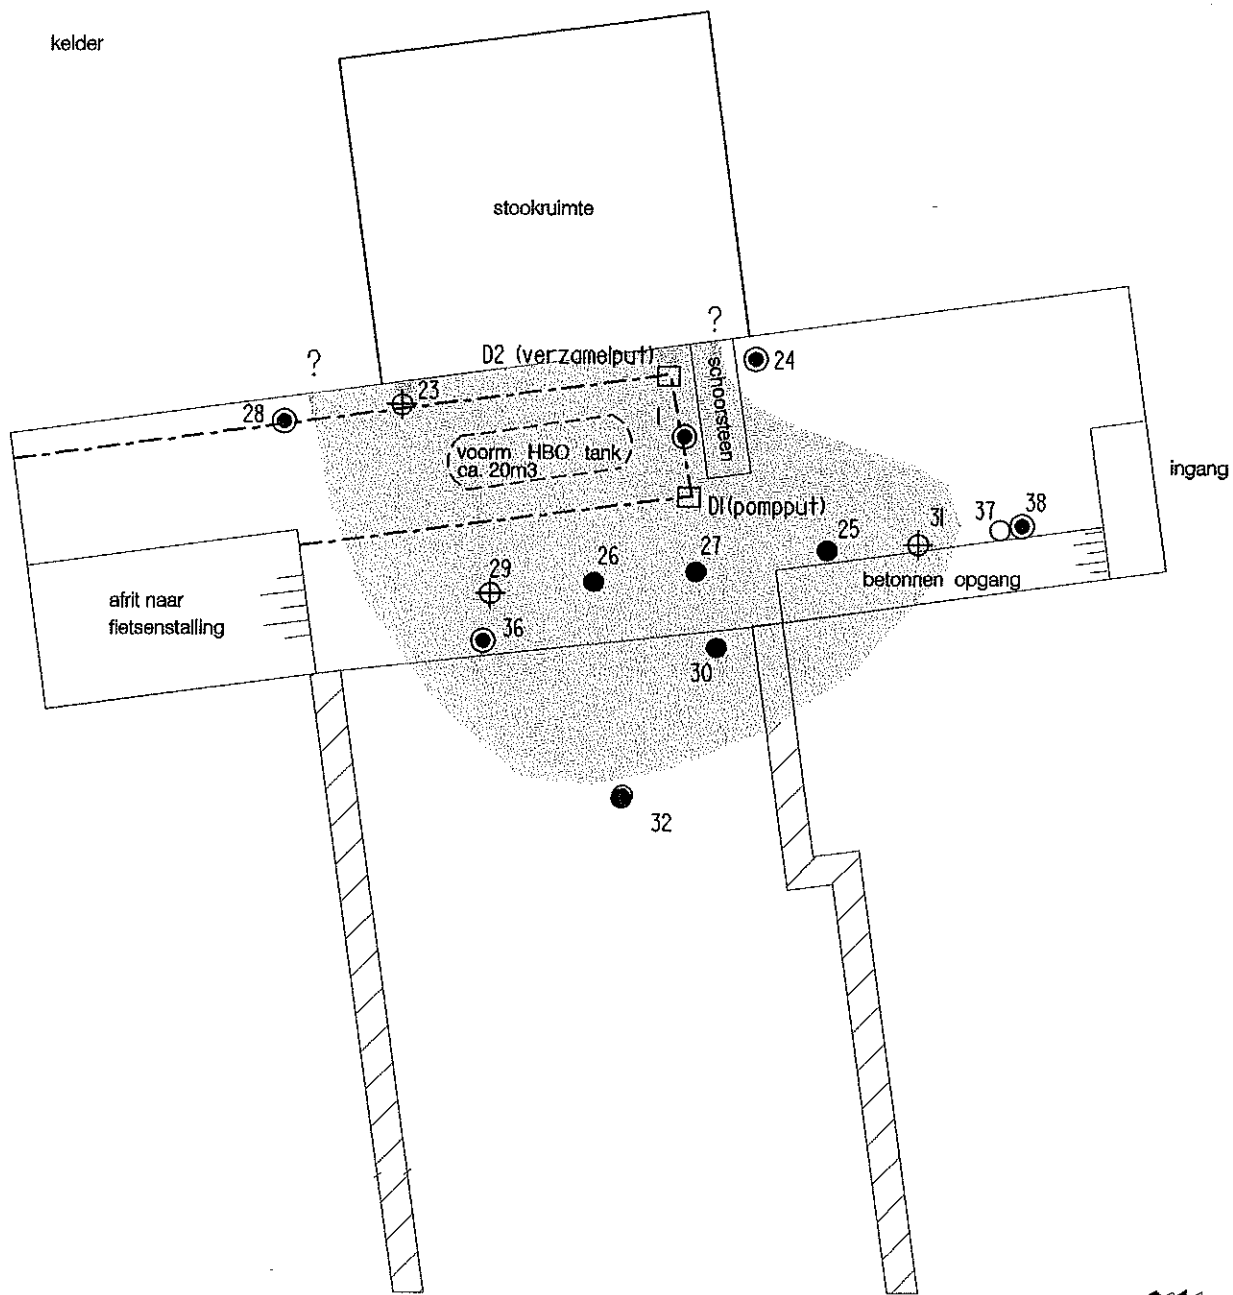 kelder
stookruimte
?
?
D2 (verzamelput)
schoorsteen
24
23
28
voorm HBO tank
ca 20m3
ingang
D1(pompput)
25
31
37
38
26
27
29
betonnen opgang
afrit naar
fietsenstalling
36
30
32